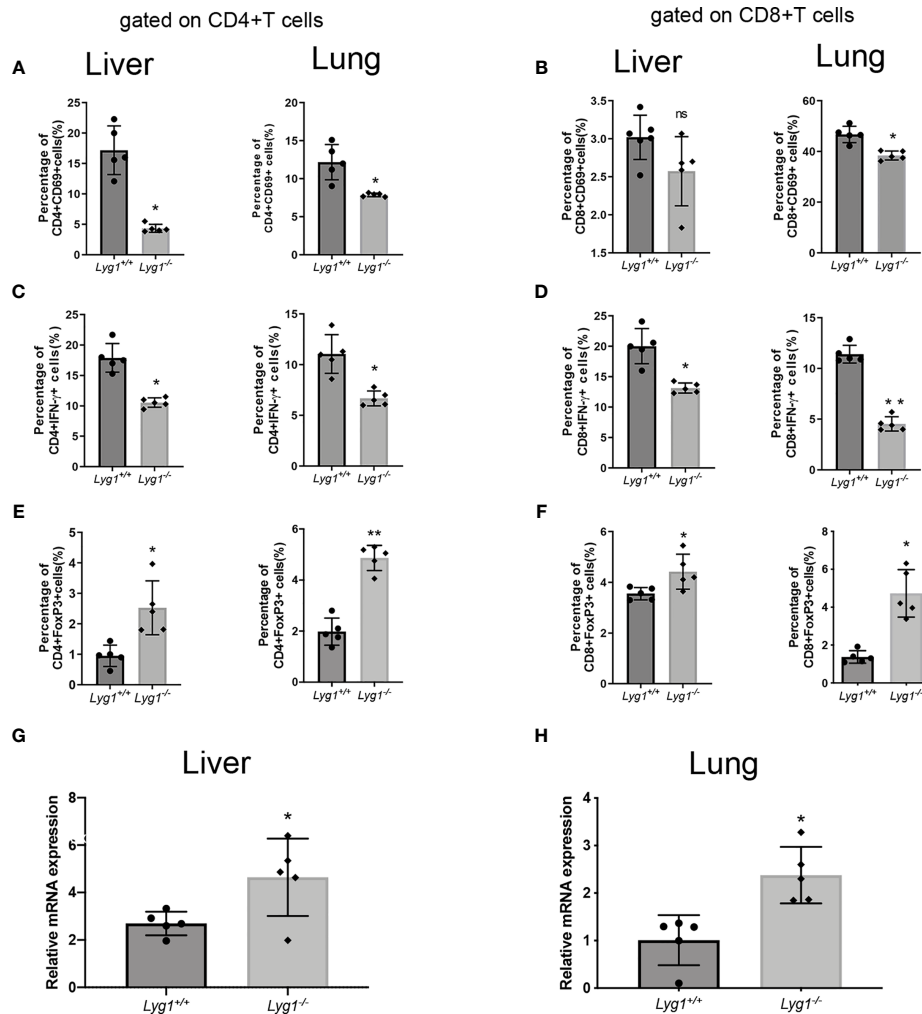 gated on CD4+T cells
gated on CD8+T cells
A
Liver
Lung
Percentage of
CD4+CD69+cells(%)
25
20
15
10
5
0
*
Lyg1+/+
Lyg1-/-
Percentage of
CD4+CD69+cells(%)
20
15
10
5
0
*
Lyg1+/+
Lyg1-/-
B
Liver
Lung
Percentage of
CD8+CD69+cells(%)
3.5
3.0
2.5
2.0
1.5
ns
Lyg1+/+
Lyg1-/-
Percentage of
CD8+CD69+ cells(%)
60
40
20
0
*
Lyg1+/+
Lyg1-/-
C
Percentage of
CD4+IFN-γ+ cells(%)
25
20
15
10
5
0
*
Lyg1+/+
Lyg1-/-
Percentage of
CD4+IFN-γ+ cells(%)
15
10
5
0
*
Lyg1+/+
Lyg1-/-
D
Percentage of
CD8+IFN-γ+ cells(%)
25
20
15
10
5
0
*
Lyg1+/+
Lyg1-/-
Percentage of
CD8+IFN-γ+ cells(%)
15
10
5
0
* *
Lyg1+/+
Lyg1-/-
E
Percentage of
CD4+FoxP3+cells(%)
5
4
3
2
1
0
*
Lyg1+/+
Lyg1-/-
Percentage of
CD4+FoxP3+cells(%)
6
4
2
0
**
Lyg1+/+
Lyg1-/-
F
Percentage of
CD8+FoxP3+ cells(%)
6
4
2
0
*
Lyg1+/+
Lyg1-/-
Percentage of
CD8+FoxP3+cells(%)
8
6
4
2
0
*
Lyg1+/+
Lyg1-/-
G
Liver
Relative mRNA expression
8
6
4
2
0
*
Lyg1+/+
Lyg1-/-
H
Lung
Relative mRNA expression
4
3
2
1
0
*
Lyg1+/+
Lyg1-/-